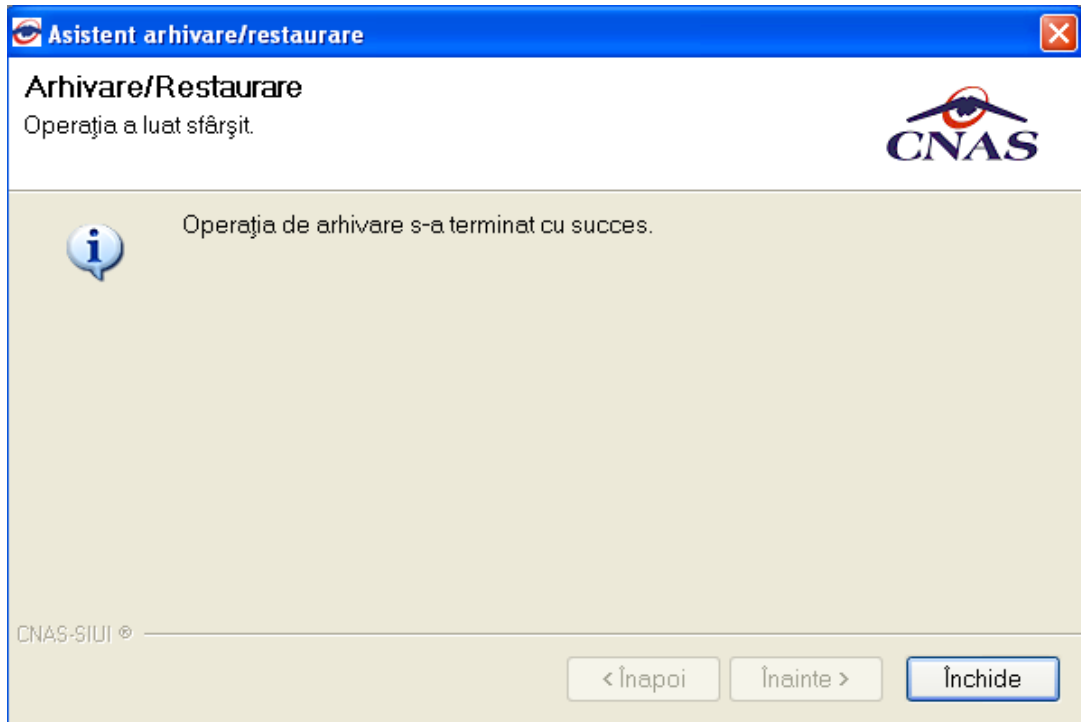 Asistent arhivare/restaurare
Arhivare/Restaurare
Operaţia a luat sfârşit.
CNAS
Operaţia de arhivare s-a terminat cu succes.
CNAS-SIUI ®
< Înapoi
Înainte >
Închide